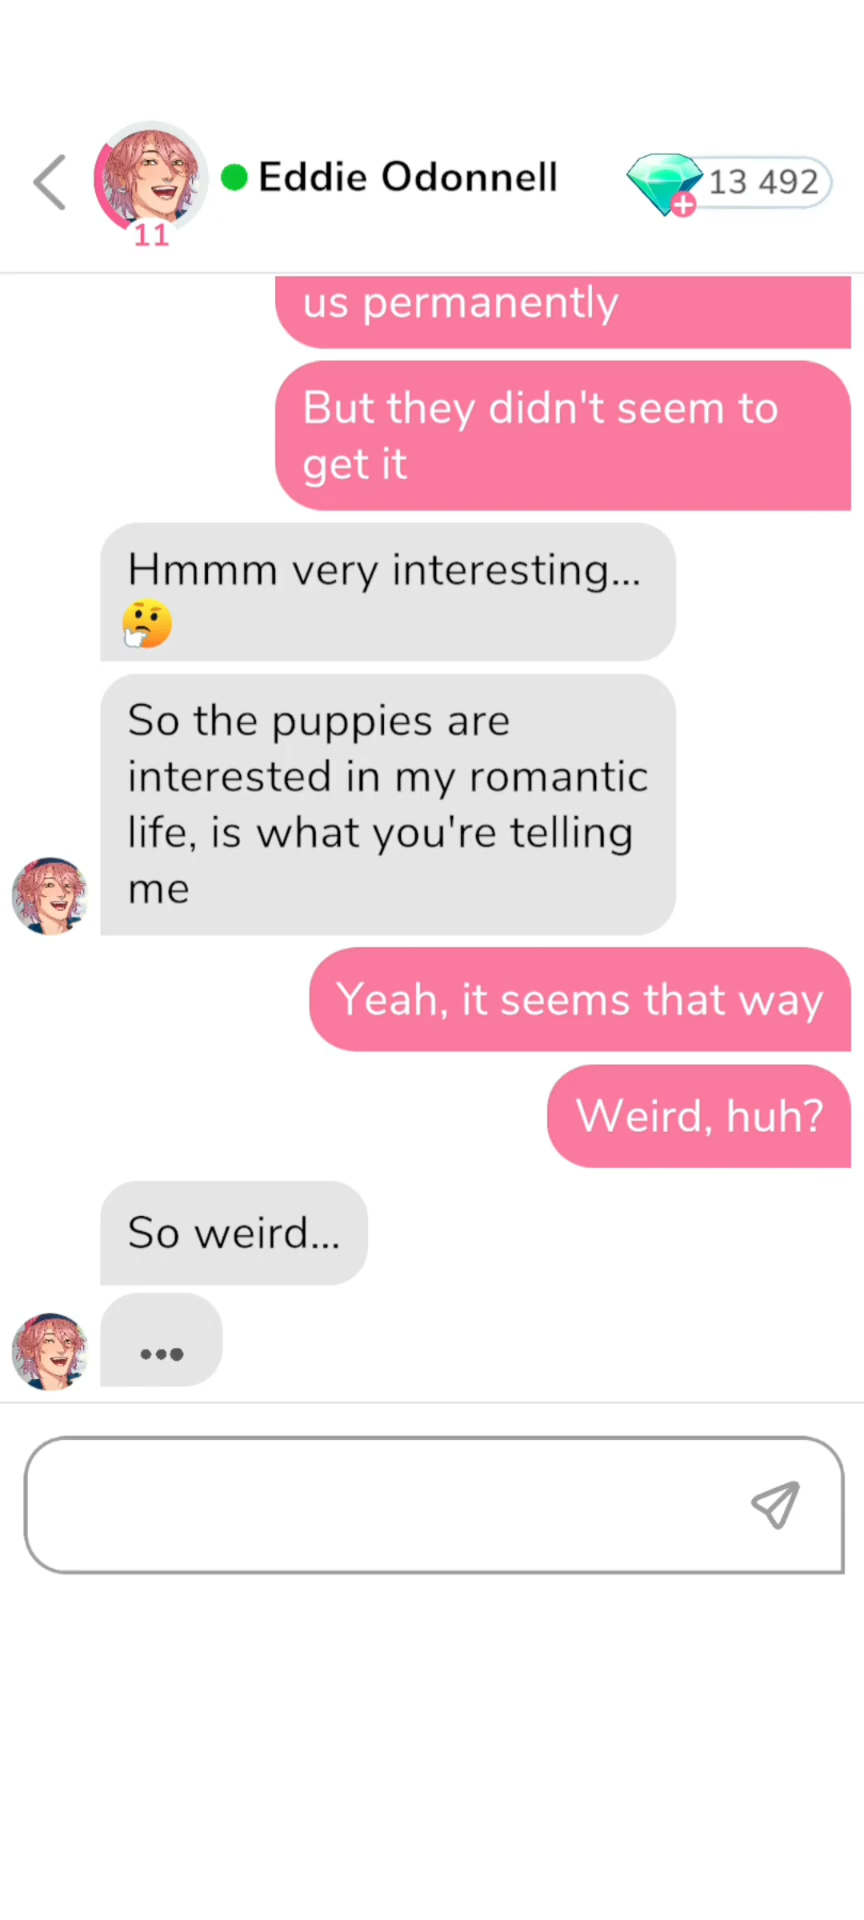 Eddie Odonnell
13 492
11
us permanently
But they didn't seem to
get it
Hmmm very interesting...
🤔
So the puppies are
interested in my romantic
life, is what you're telling
me
Yeah, it seems that way
Weird, huh?
So weird...
...